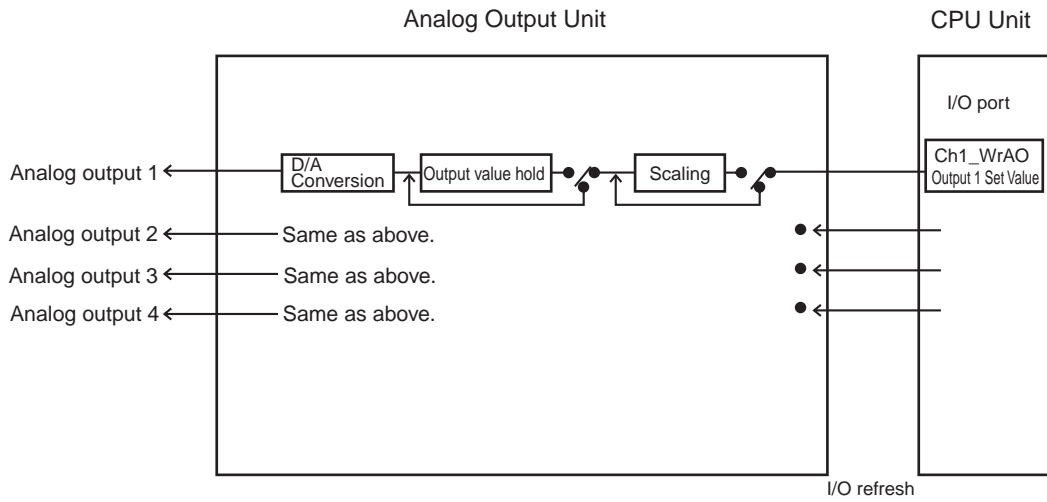 Analog Output Unit
CPU Unit
I/O port
Analog output 1
D/A
Conversion
Output value hold
Scaling
Ch1_WrAO
Output 1 Set Value
Analog output 2
Same as above.
Analog output 3
Same as above.
Analog output 4
Same as above.
I/O refresh